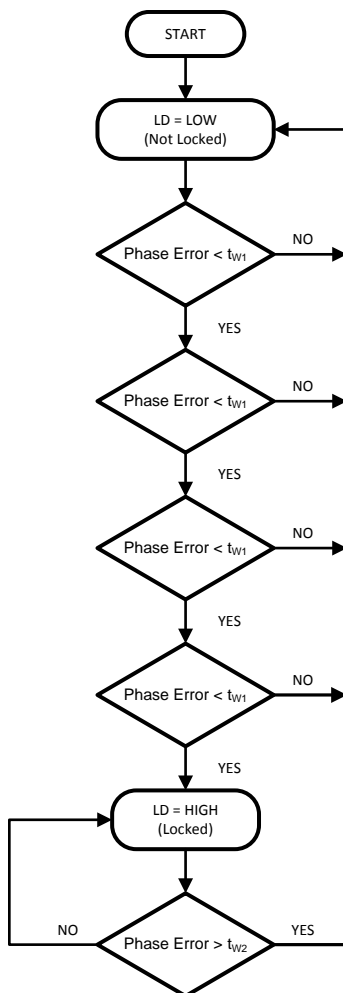 START
LD = LOW
(Not Locked)
Phase Error < tW1
NO
YES
Phase Error < tW1
NO
YES
Phase Error < tW1
NO
YES
Phase Error < tW1
NO
YES
LD = HIGH
(Locked)
NO
Phase Error > tW2
YES